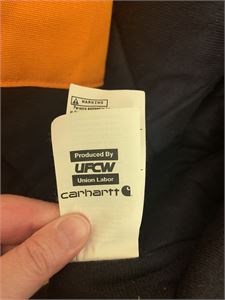 WARNING
Produced By
UFCW
Union Labor
carhartt